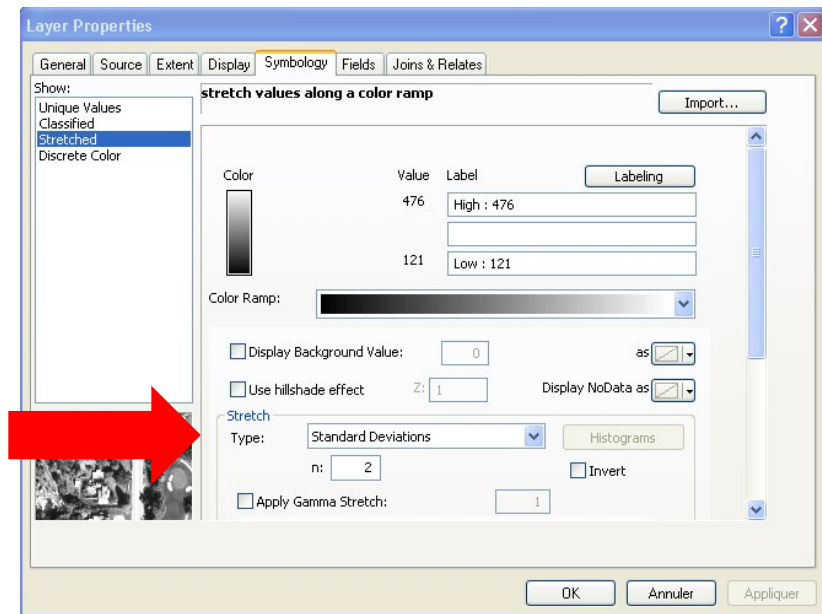 Layer Properties
General Source Extent Display Symbology Fields Joins & Relates
Show:
Unique Values
Classified
Stretched
Discrete Color
stretch values along a color ramp
Import...
Color Value Label Labeling
476 High : 476
121 Low : 121
Color Ramp:
Display Background Value: 0 as
Use hillshade effect Z: 1 Display NoData as
Stretch
Type: Standard Deviations Histograms
n: 2 Invert
Apply Gamma Stretch: 1
OK Annuler Appliquer